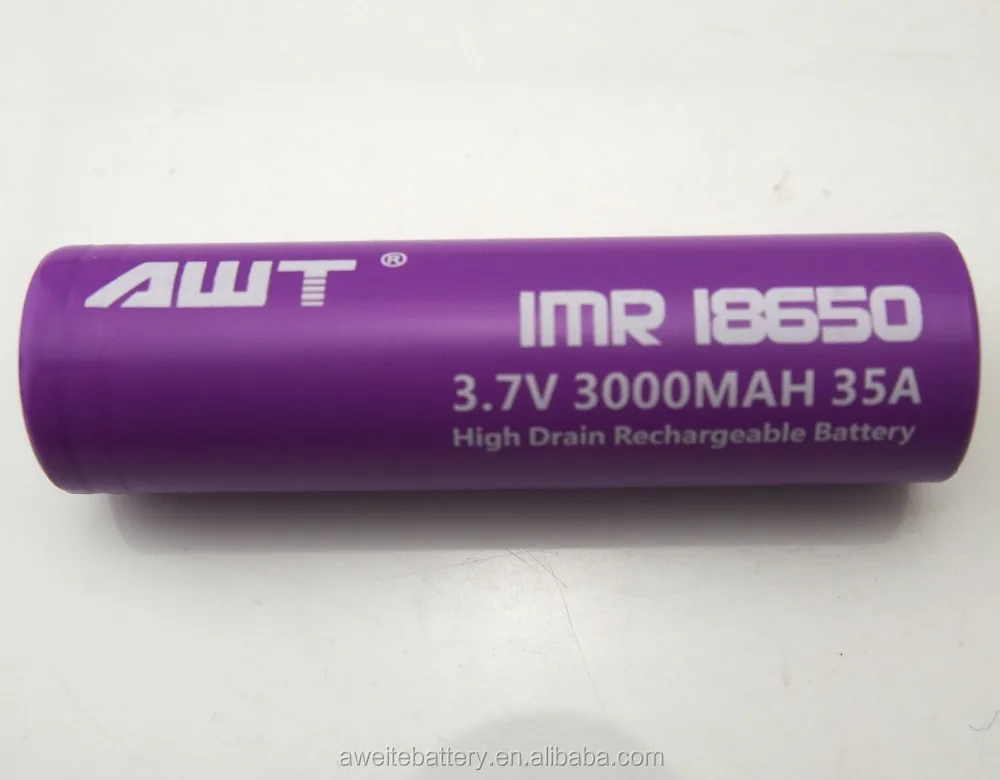 AWT ®
IMR 18650
3.7V 3000MAH 35A
High Drain Rechargeable Battery
aweitebattery.en.alibaba.com